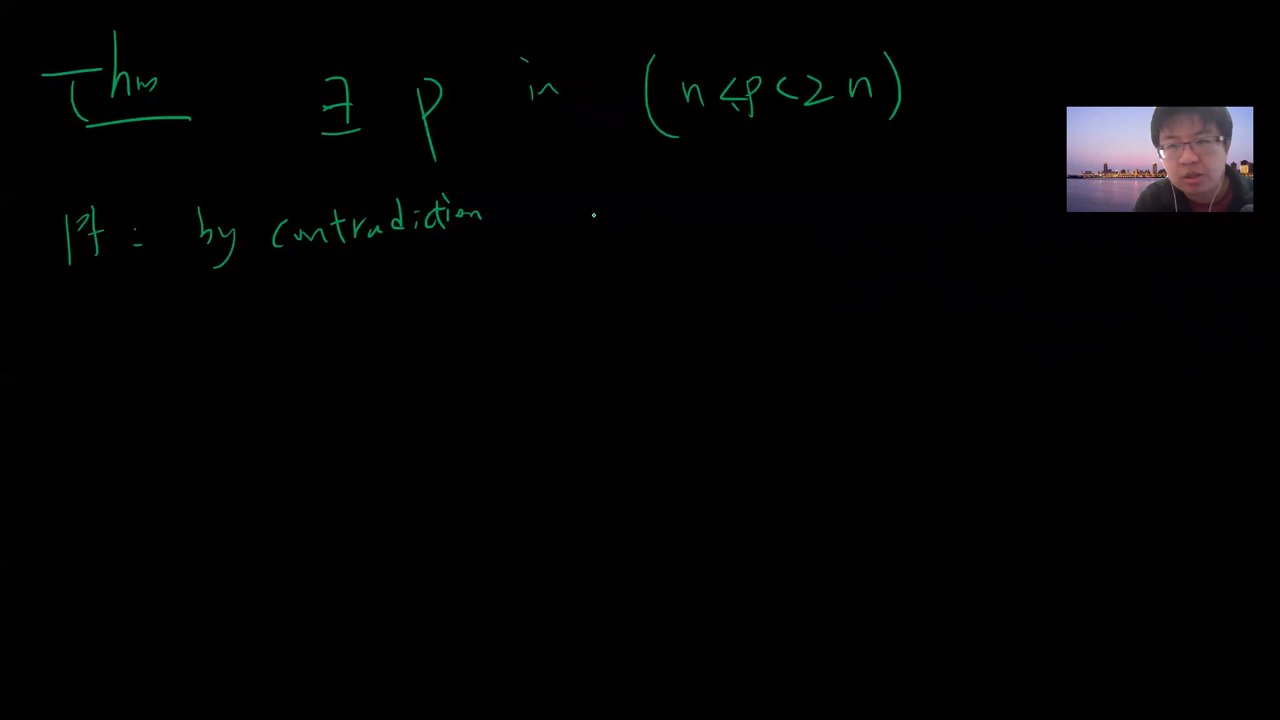 Thm ∃ p in (n < p < 2n)
Pf : by contradiction